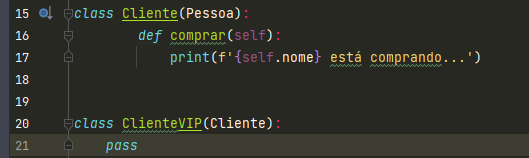 15 class Cliente(Pessoa):
16 def comprar(self):
17 print(f'{self.nome} está comprando...')
18
19
20 class ClienteVIP(Cliente):
21 pass